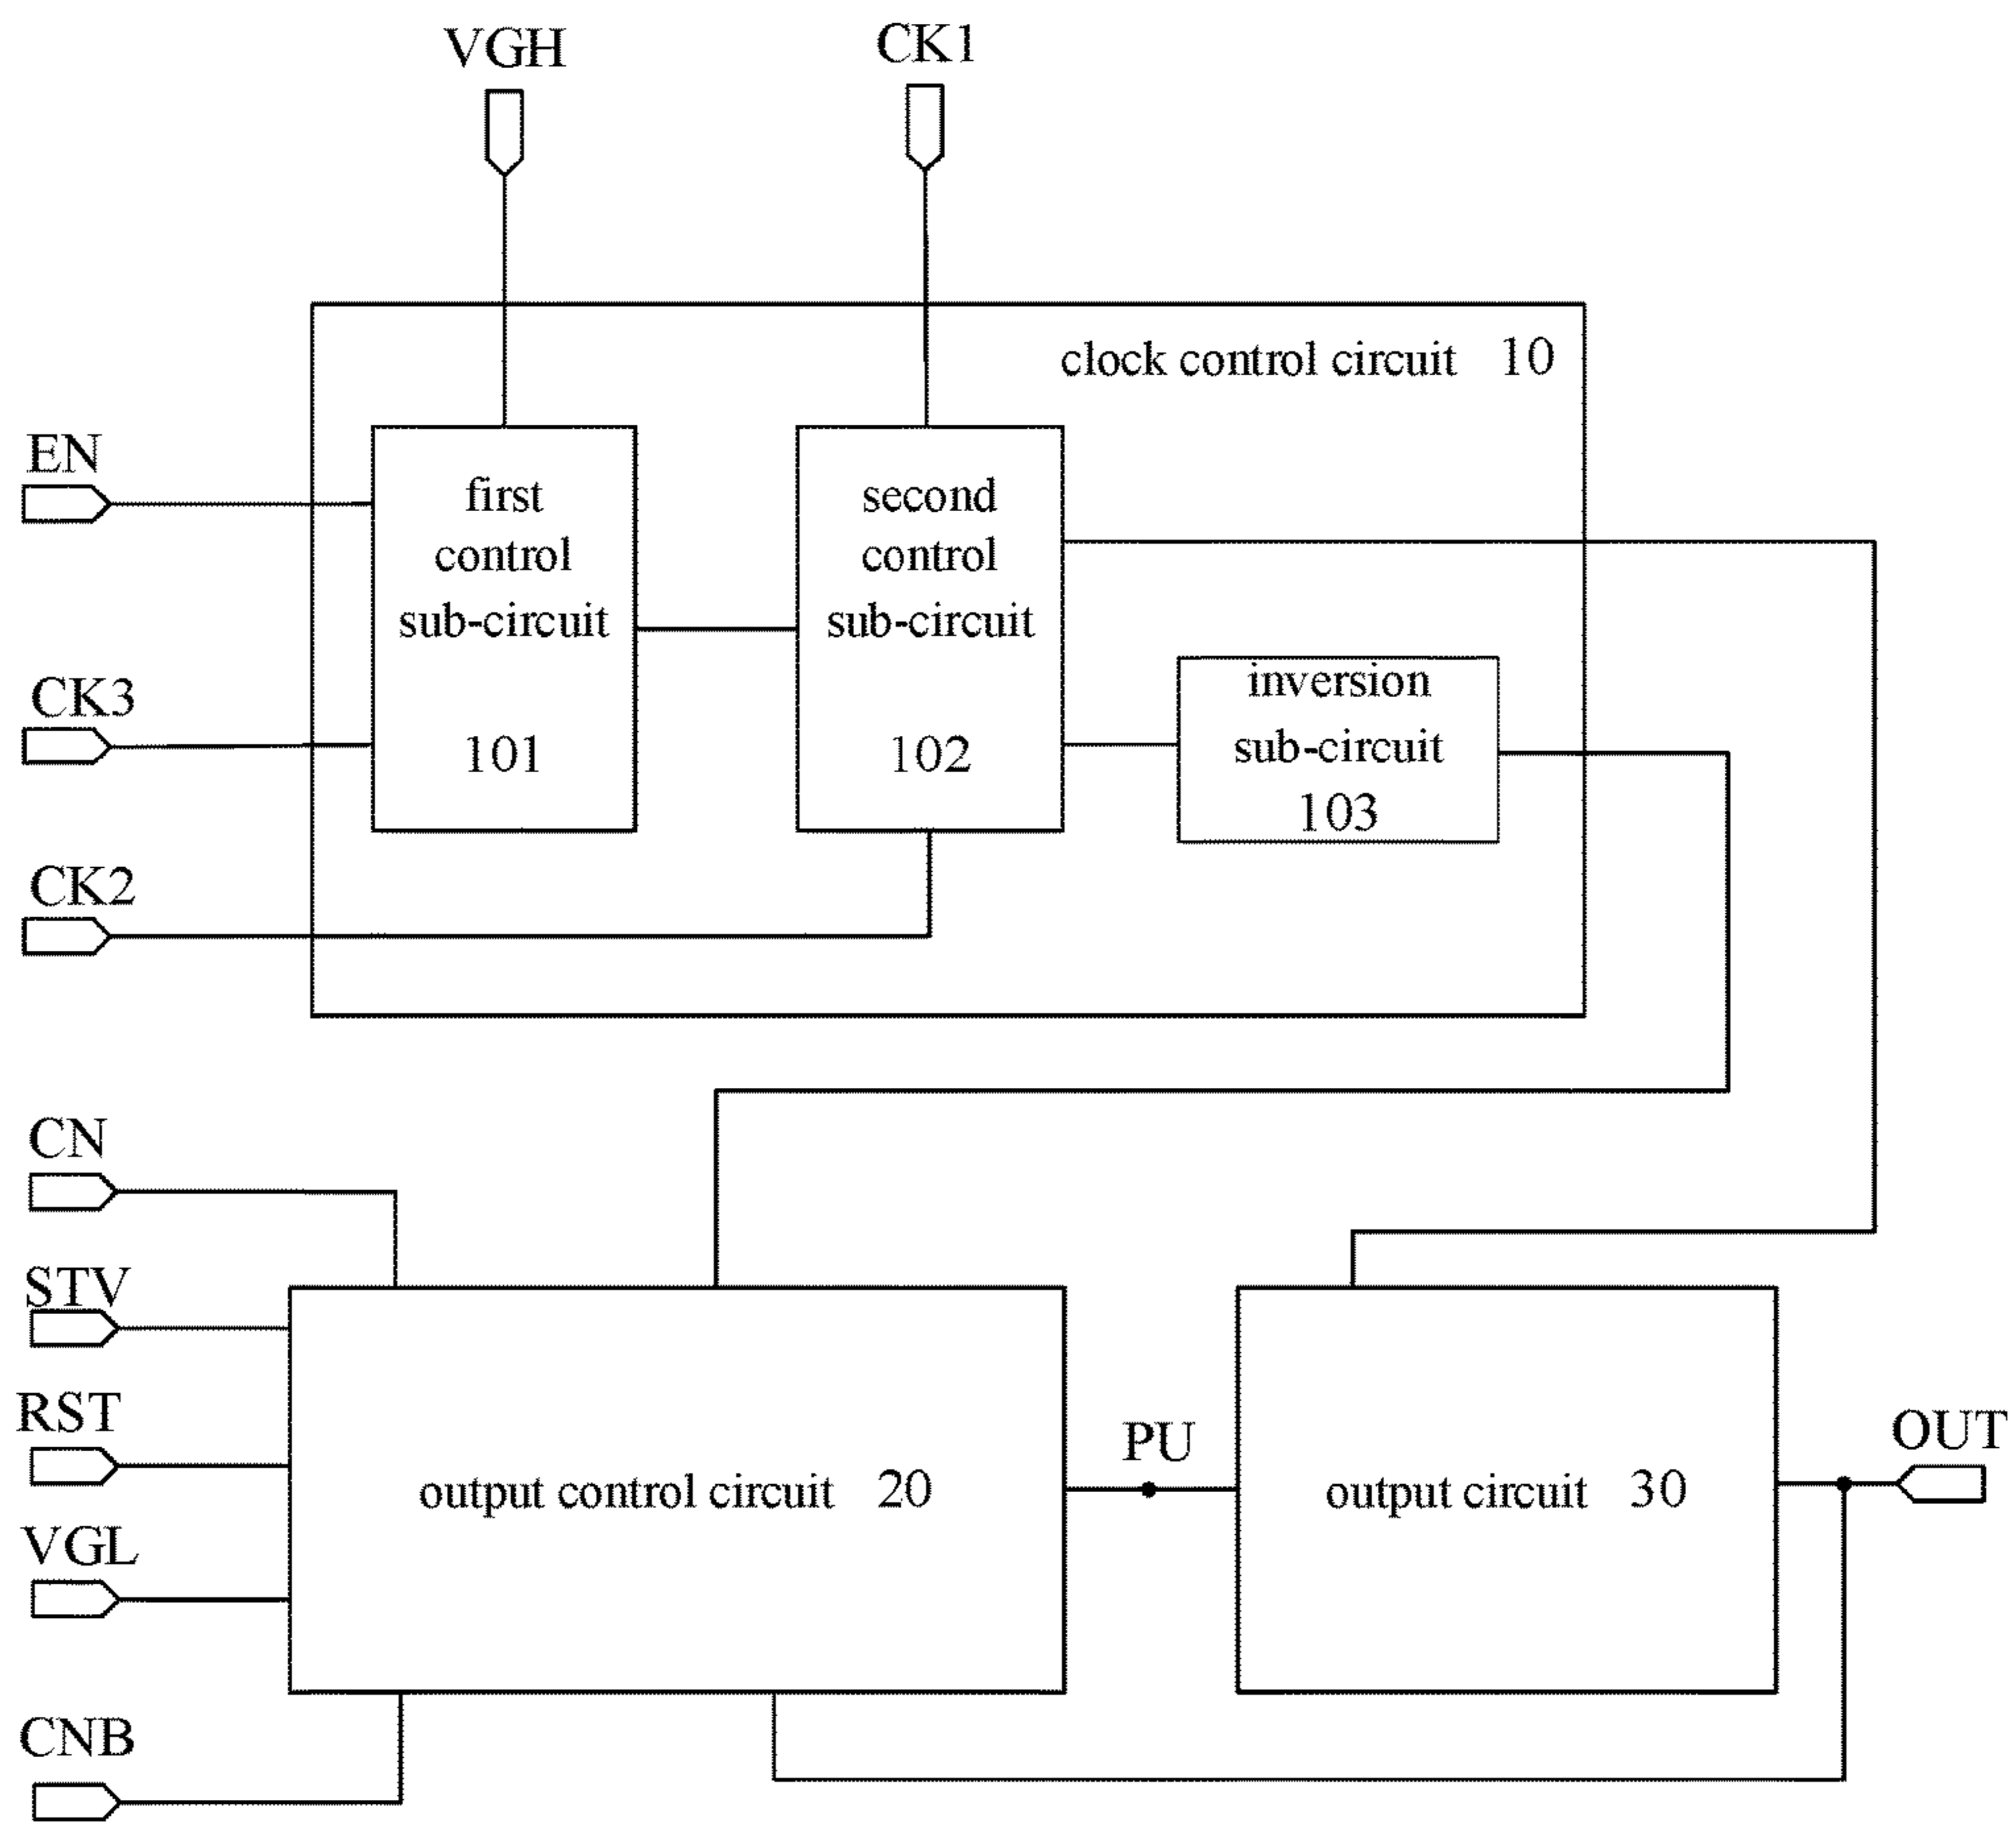 VGH
CK1
clock control circuit 10
EN
first
control
sub-circuit
101
second
control
sub-circuit
102
CK3
inversion
sub-circuit
103
CK2
CN
STV
RST
VGL
CNB
output control circuit 20
PU
output circuit 30
OUT